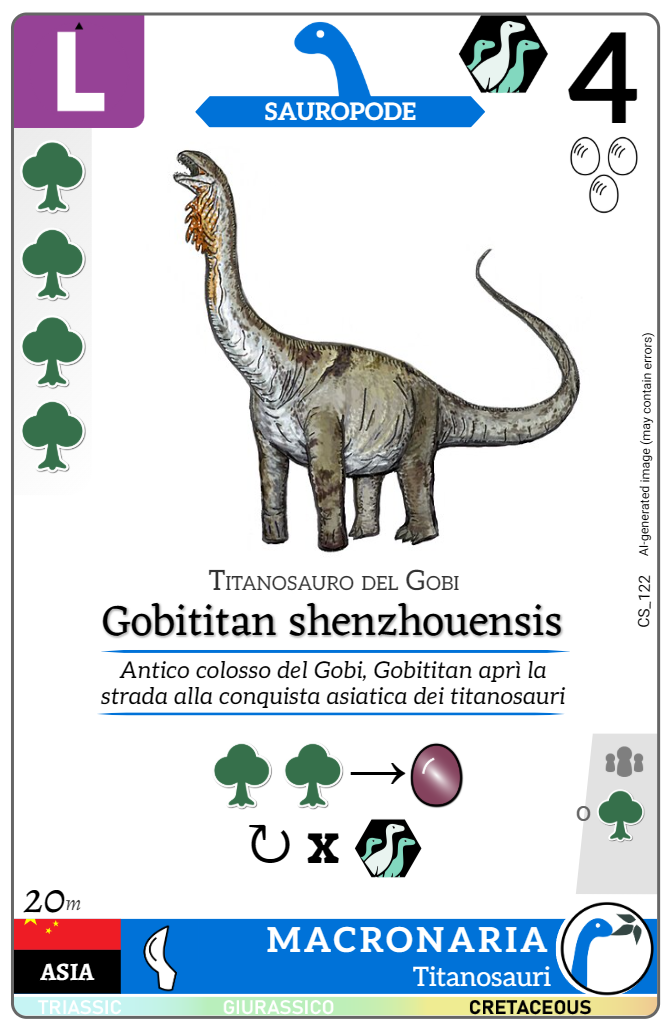 L
SAUROPODE
4
AI-generated image (may contain errors)
CS_122
Titanosauro del Gobi
Gobititan shenzhouensis
Antico colosso del Gobi, Gobititan aprì la
strada alla conquista asiatica dei titanosauri
x
O
20m
ASIA
MACRONARIA
Titanosauri
TRIASSIC
GIURASSICO
CRETACEOUS